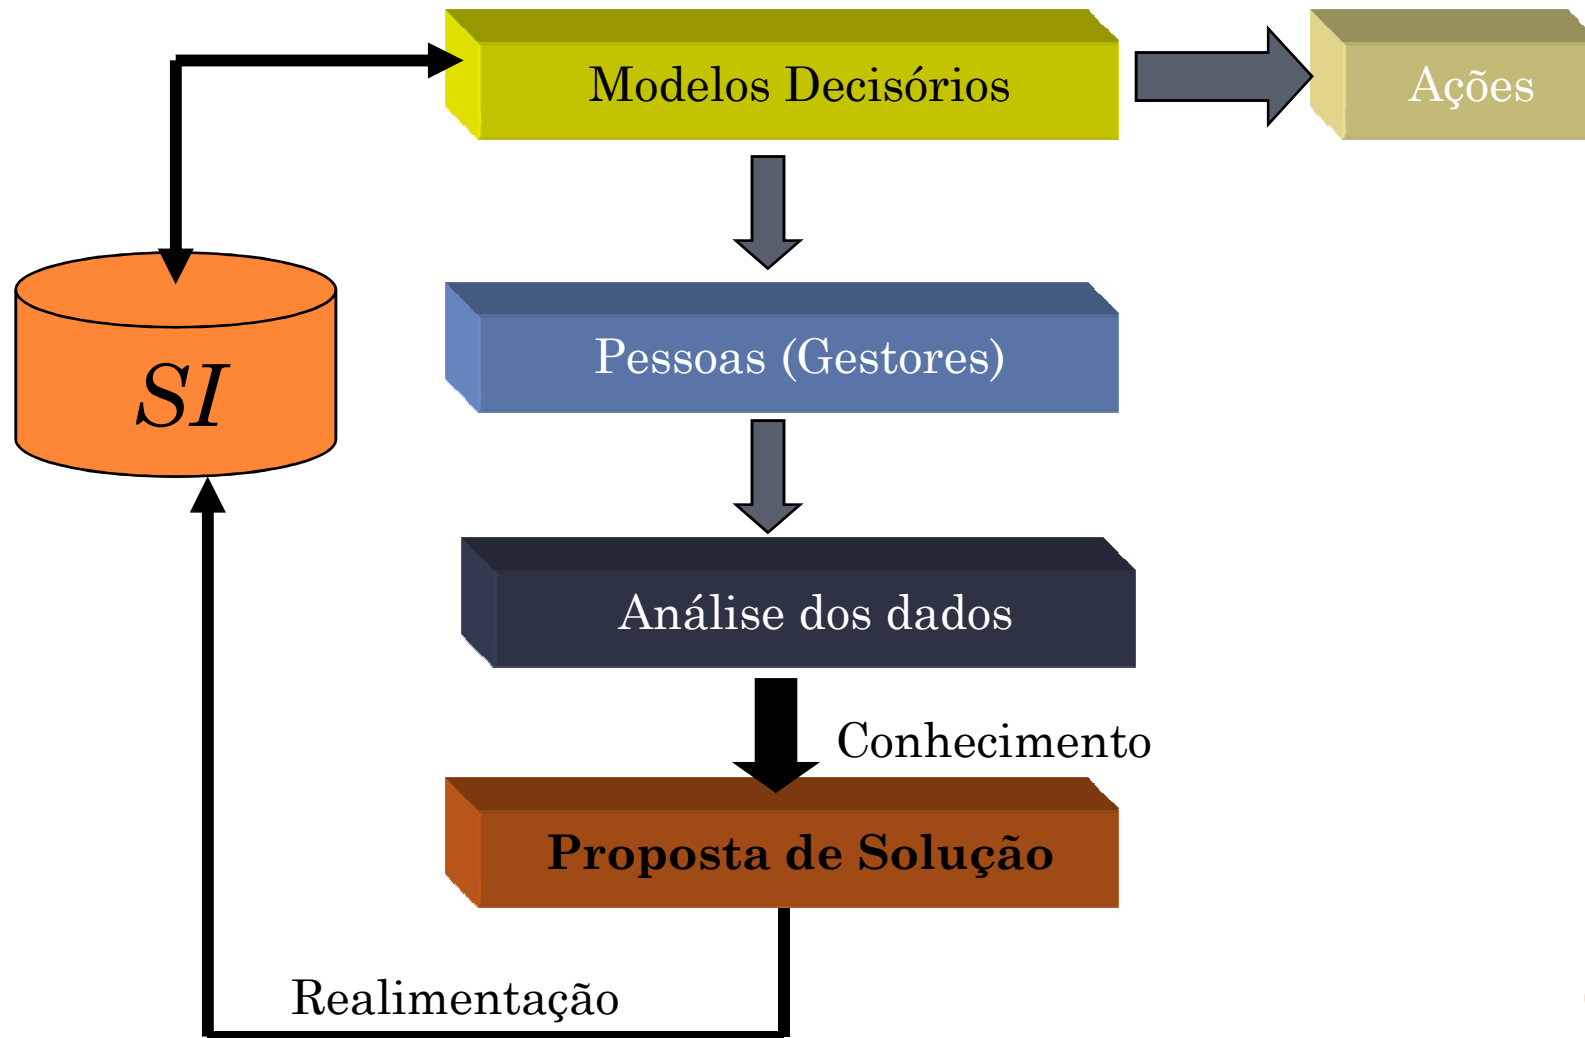 Modelos Decisórios
Ações
Pessoas (Gestores)
SI
Análise dos dados
Conhecimento
Proposta de Solução
Realimentação